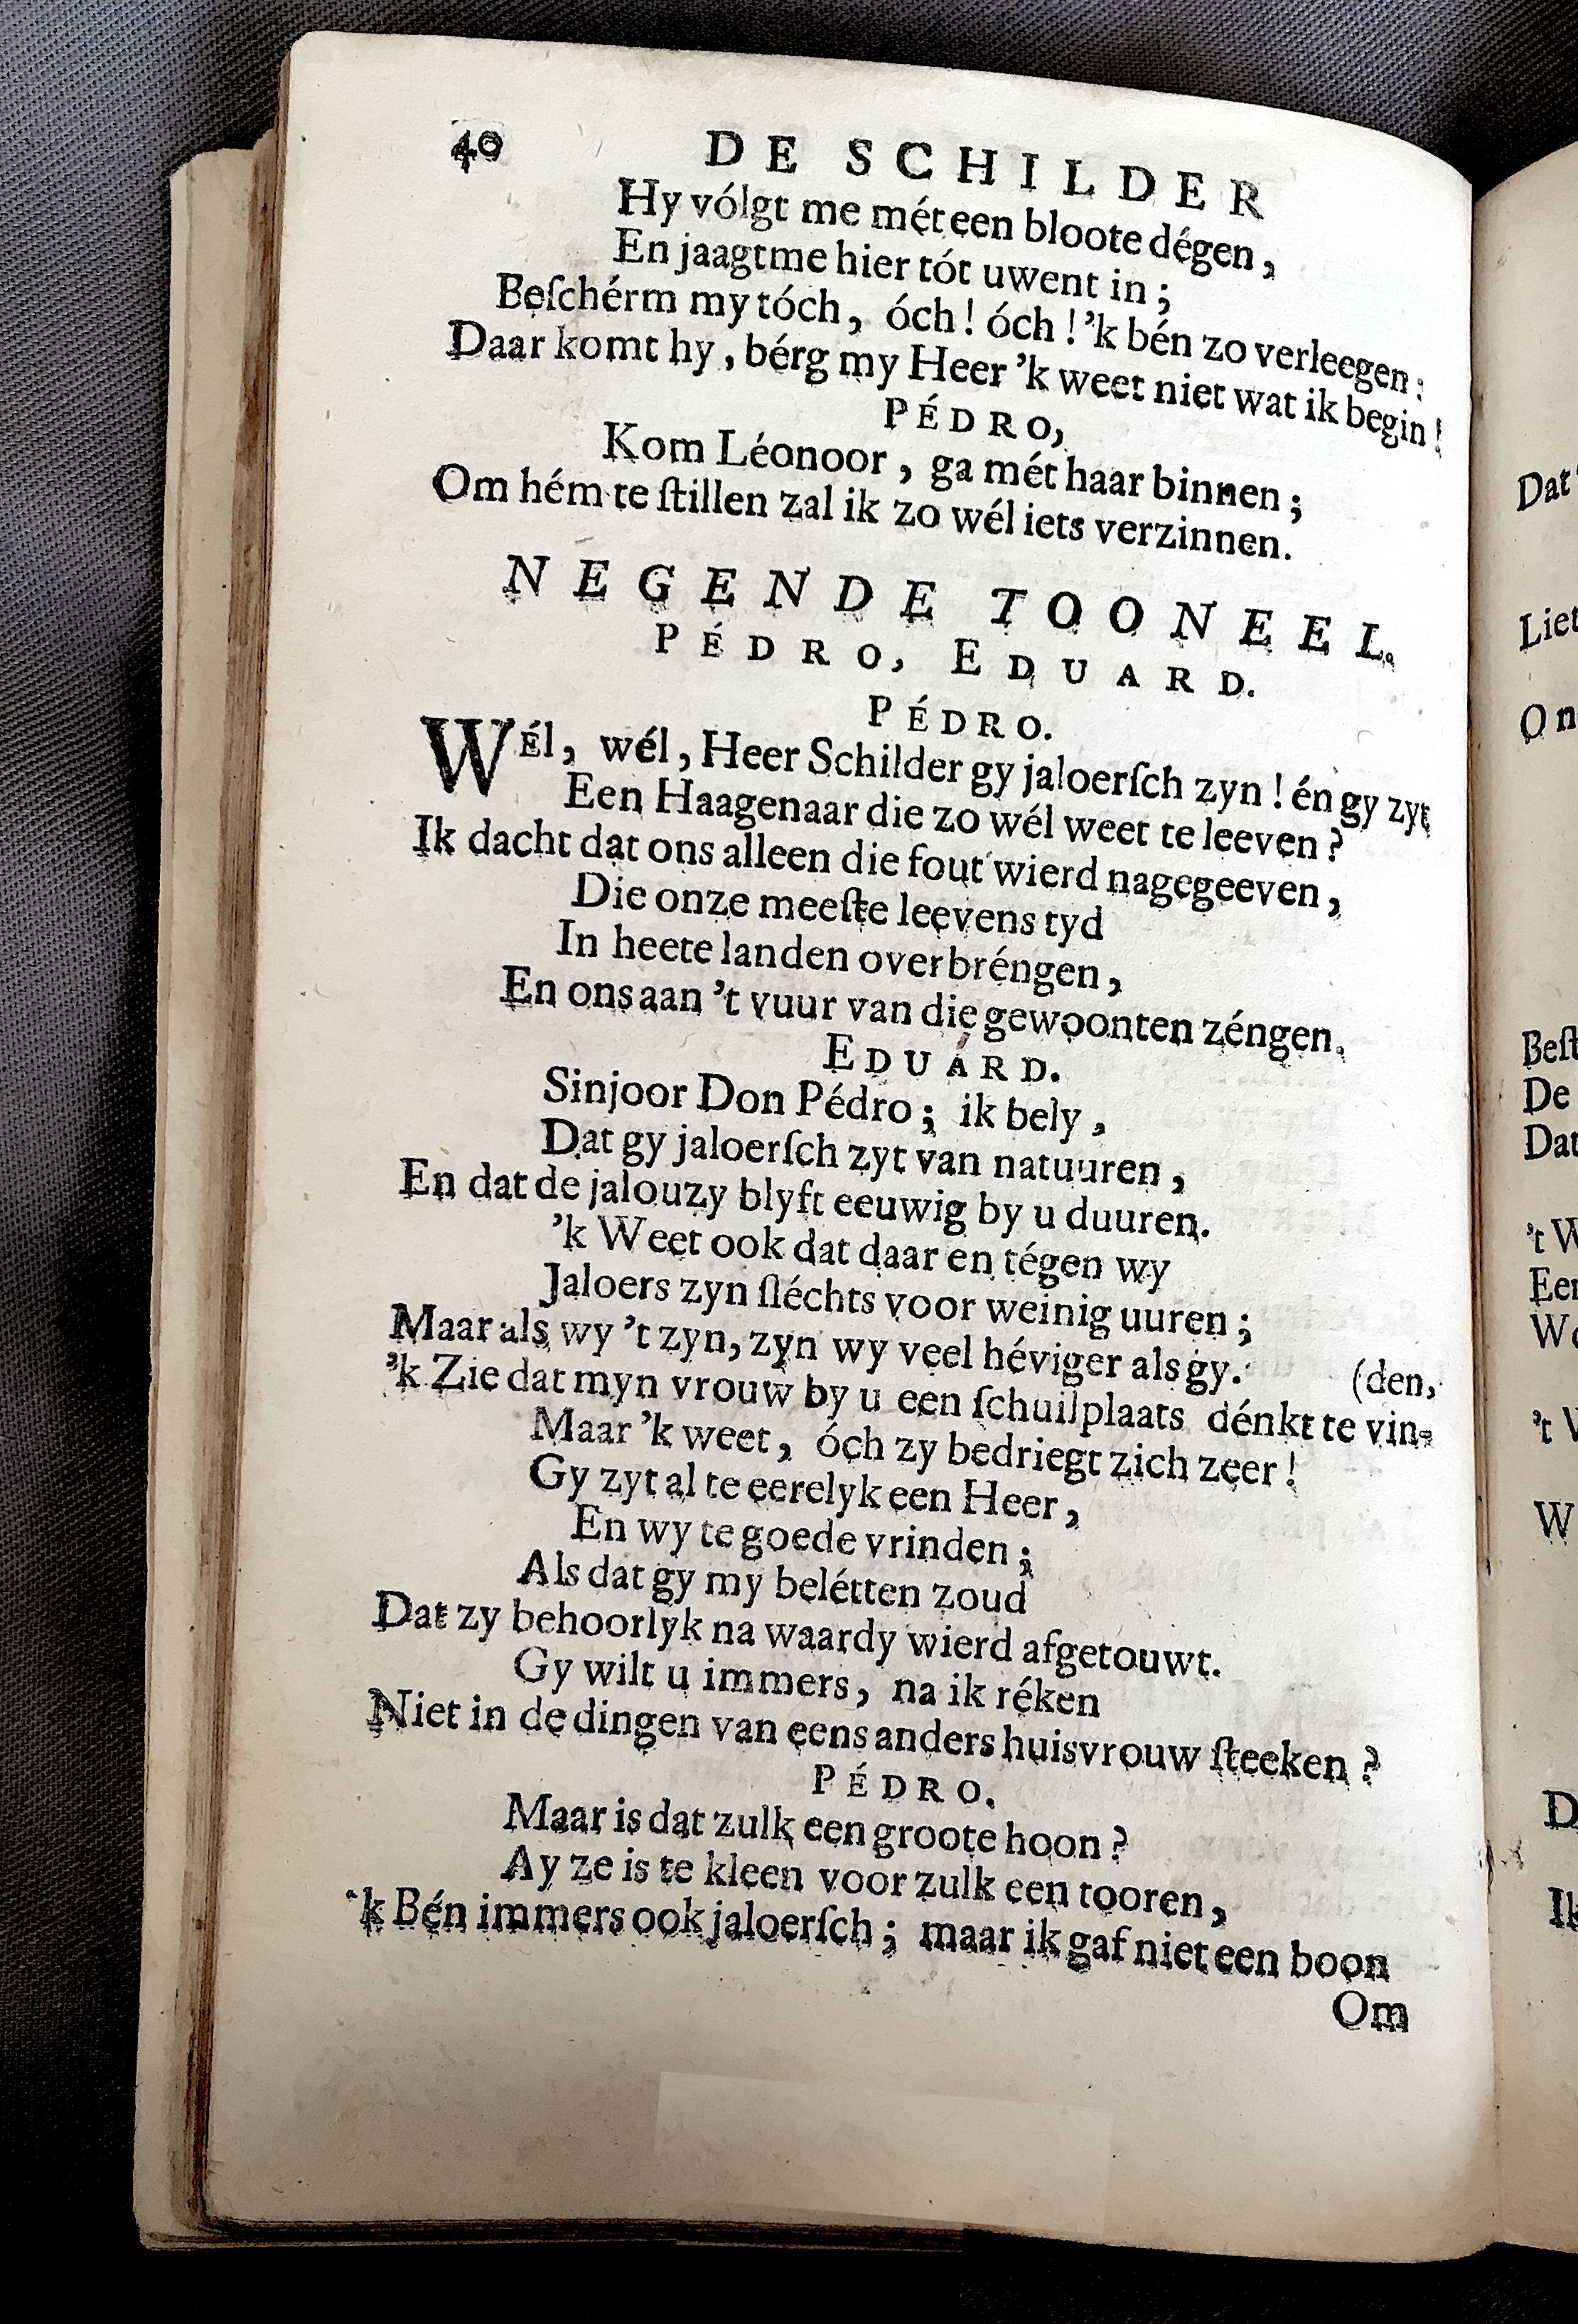 40 DE SCHILDER
Hy vólgt me mét een bloote dégen,
En jaagt me hier tót uwent in;
Beſchérm my tóch, óch! óch! 'k bén zo verleegen:
Daar komt hy, bérg my Heer 'k weet niet wat ik begin!
PÉDRO,
Kom Léonoor, ga mét haar binnen;
Om hém te ſtillen zal ik zo wél iets verzinnen.
NEGENDE TOONEEL.
PÉDRO, EDUARD.
PÉDRO.
WÉl, wél, Heer Schilder gy jaloerſch zyn! én gy zyt
Een Haagenaar die zo wél weet te leeven?
Ik dacht dat ons alleen die fout wierd nagegeeven,
Die onze meeſte leevens tyd
In heete landen overbréngen,
En ons aan 't vuur van die gewoonten zéngen.
EDUÁRD.
Sinjoor Don Pédro; ik bely,
Dat gy jaloerſch zyt van natuuren,
En dat de jalouzy blyft eeuwig by u duuren.
'k Weet ook dat daar en tégen wy
Jaloers zyn ſléchts voor weinig uuren;
Maar als wy 't zyn, zyn wy veel héviger als gy. (den,
'k Zie dat myn vrouw by u een ſchuilplaats dénkt te vin-
Maar 'k weet, óch zy bedriegt zich zeer!
Gy zyt al te eerelyk een Heer,
En wy te goede vrinden;
Als dat gy my belétten zoud
Dat zy behoorlyk na waardy wierd afgetouwt.
Gy wilt u immers, na ik réken
Niet in de dingen van eens anders huisvrouw ſteeken?
PÉDRO.
Maar is dat zulk een groote hoon?
Ay ze is te kleen voor zulk een tooren,
'k Bén immers ook jaloerſch; maar ik gaf niet een boon
Om
Dat
Liet
On
Beſt
De
Dat
't W
Een
Wo
't V
W
D
Ik